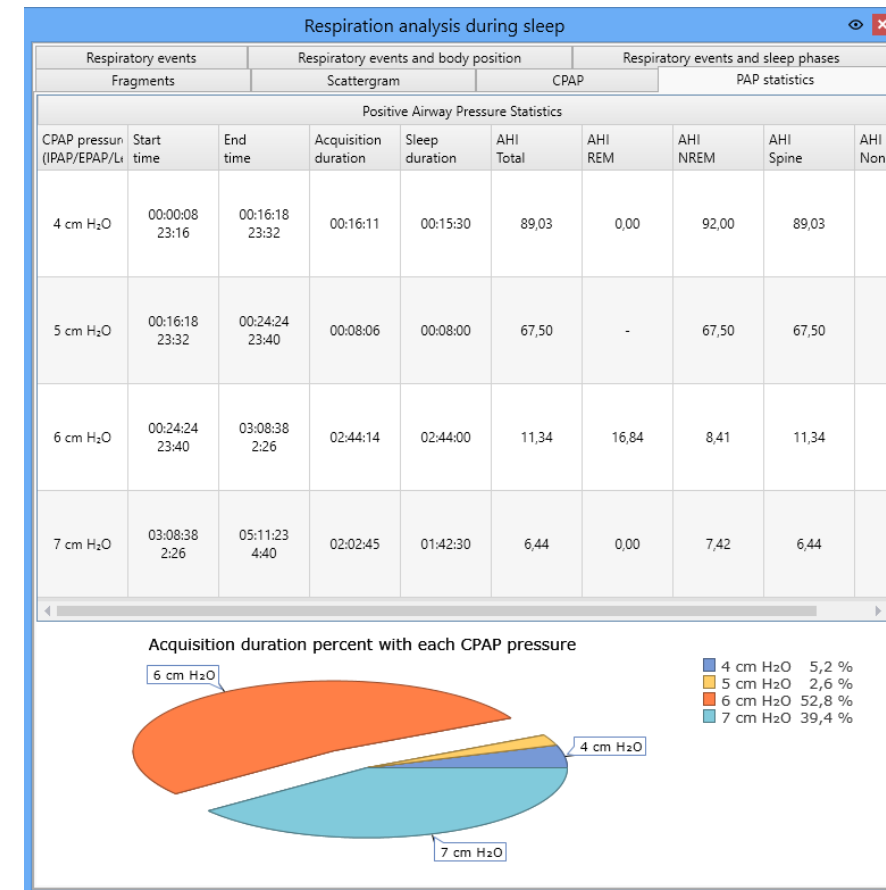 Respiration analysis during sleep
Respiratory events Respiratory events and body position Respiratory events and sleep phases
Fragments Scattergram CPAP PAP statistics
Positive Airway Pressure Statistics
CPAP pressur Start End Acquisition Sleep AHI AHI AHI AHI AHI
(IPAP/EPAP/Le time time duration duration Total REM NREM Spine Non
00:00:08 00:16:18
4 cm H₂O 00:16:11 00:15:30 89,03 0,00 92,00 89,03
23:16 23:32
00:16:18 00:24:24
5 cm H₂O 00:08:06 00:08:00 67,50 - 67,50 67,50
23:32 23:40
00:24:24 03:08:38
6 cm H₂O 02:44:14 02:44:00 11,34 16,84 8,41 11,34
23:40 2:26
03:08:38 05:11:23
7 cm H₂O 02:02:45 01:42:30 6,44 0,00 7,42 6,44
2:26 4:40
Acquisition duration percent with each CPAP pressure
6 cm H₂O
4 cm H₂O
7 cm H₂O
4 cm H₂O 5,2 %
5 cm H₂O 2,6 %
6 cm H₂O 52,8 %
7 cm H₂O 39,4 %